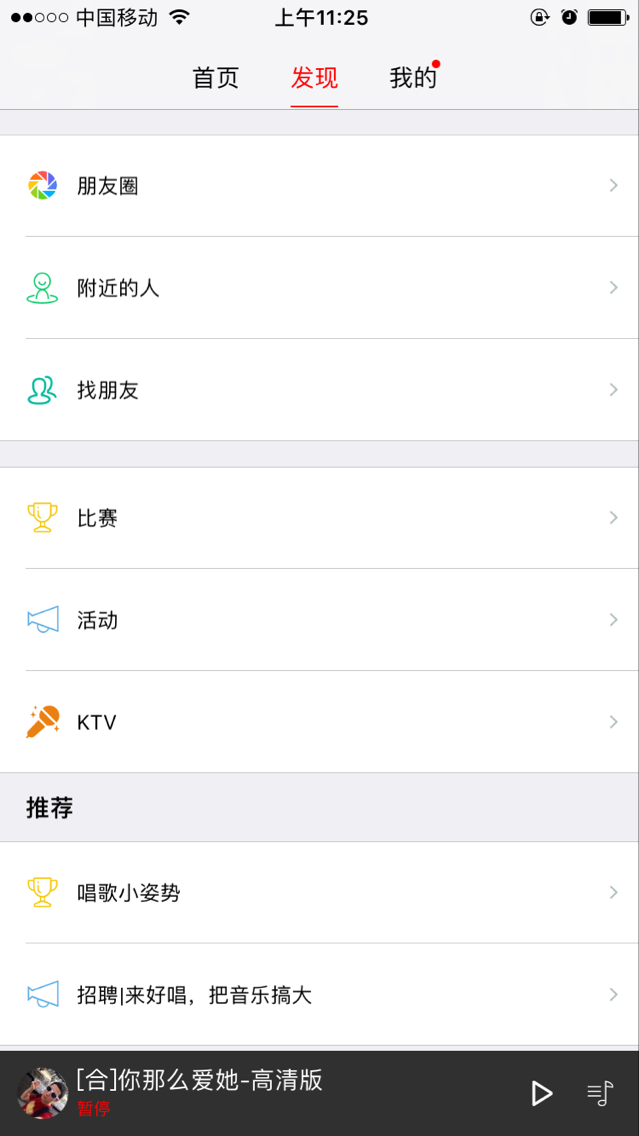 中国移动
上午11:25
首页 发现 我的
朋友圈
附近的人
找朋友
比赛
活动
KTV
推荐
唱歌小姿势
招聘|来好唱，把音乐搞大
[合]你那么爱她-高清版
暂停